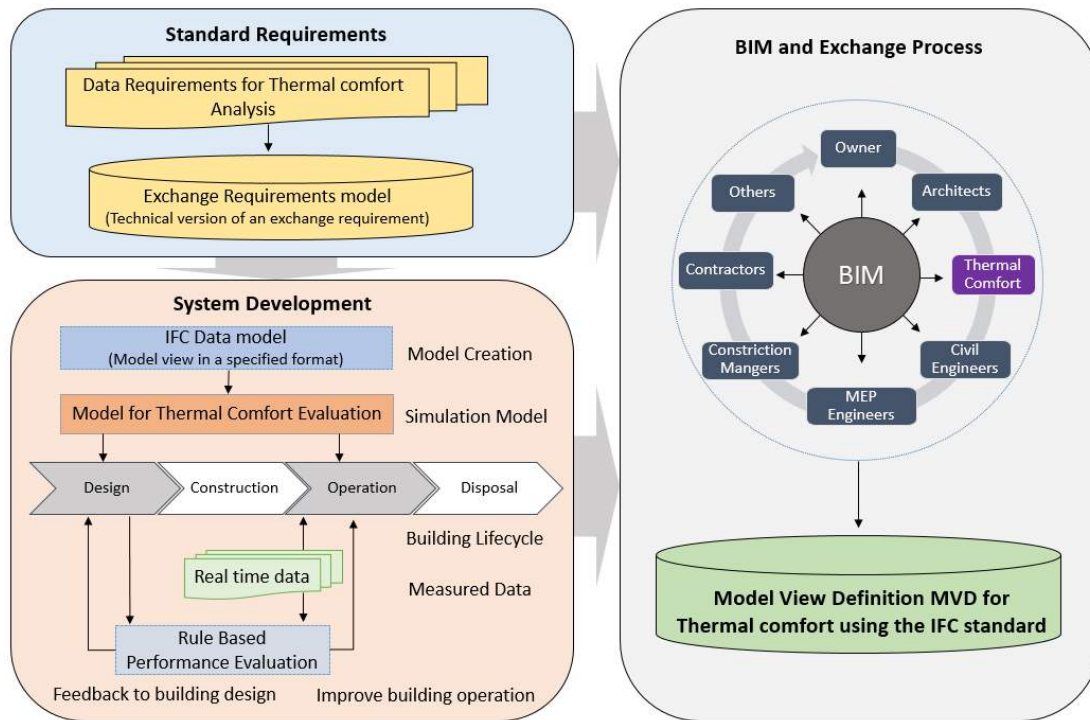 Standard Requirements
Data Requirements for Thermal comfort
Analysis
Exchange Requirements model
(Technical version of an exchange requirement)
System Development
IFC Data model
(Model view in a specified format)
Model Creation
Model for Thermal Comfort Evaluation
Simulation Model
Design
Construction
Operation
Disposal
Building Lifecycle
Real time data
Measured Data
Rule Based
Performance Evaluation
Feedback to building design
Improve building operation
BIM and Exchange Process
Owner
Architects
Thermal
Comfort
Civil
Engineers
MEP
Engineers
Constriction
Mangers
Contractors
Others
BIM
Model View Definition MVD for
Thermal comfort using the IFC standard